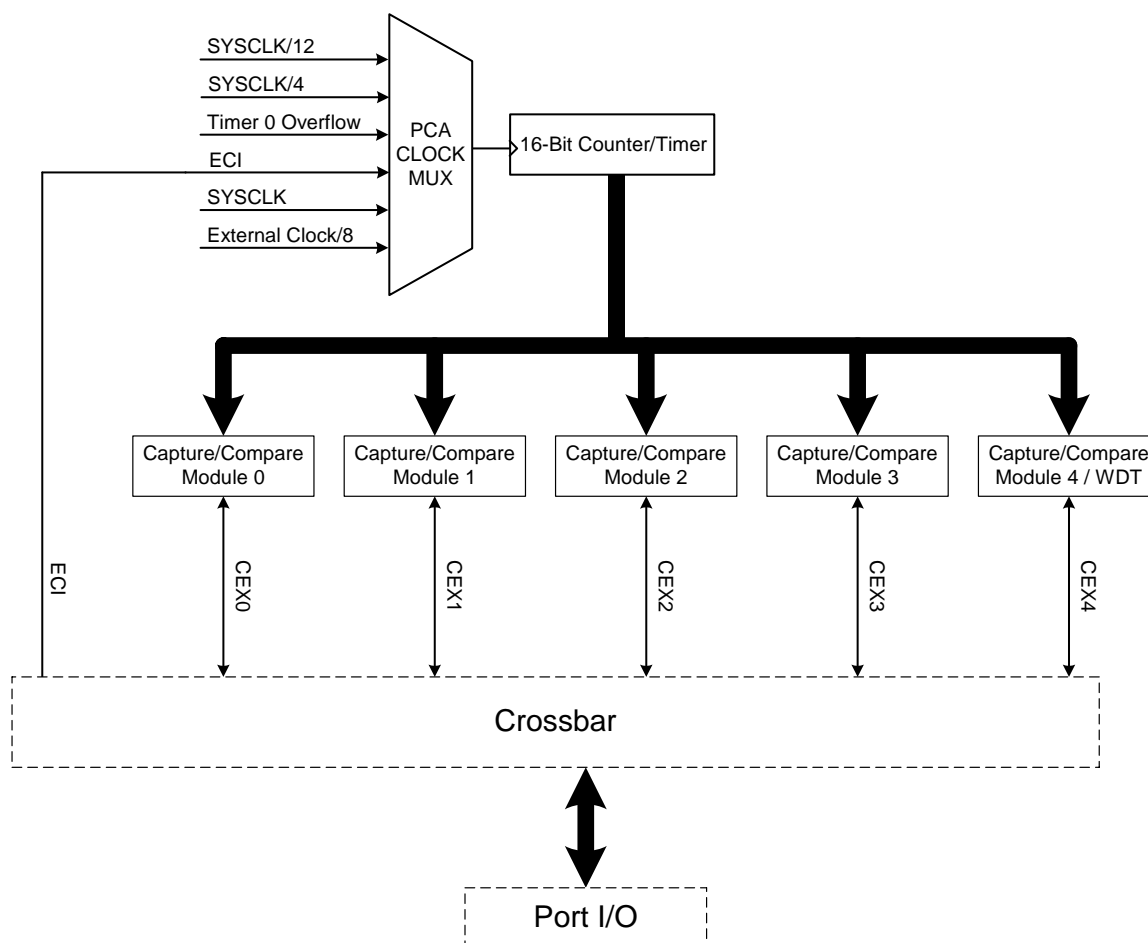 SYSCLK/12
SYSCLK/4
Timer 0 Overflow
ECI
SYSCLK
External Clock/8
PCA
CLOCK
MUX
16-Bit Counter/Timer
Capture/Compare
Module 0
Capture/Compare
Module 1
Capture/Compare
Module 2
Capture/Compare
Module 3
Capture/Compare
Module 4 / WDT
ECI
CEX0
CEX1
CEX2
CEX3
CEX4
Crossbar
Port I/O